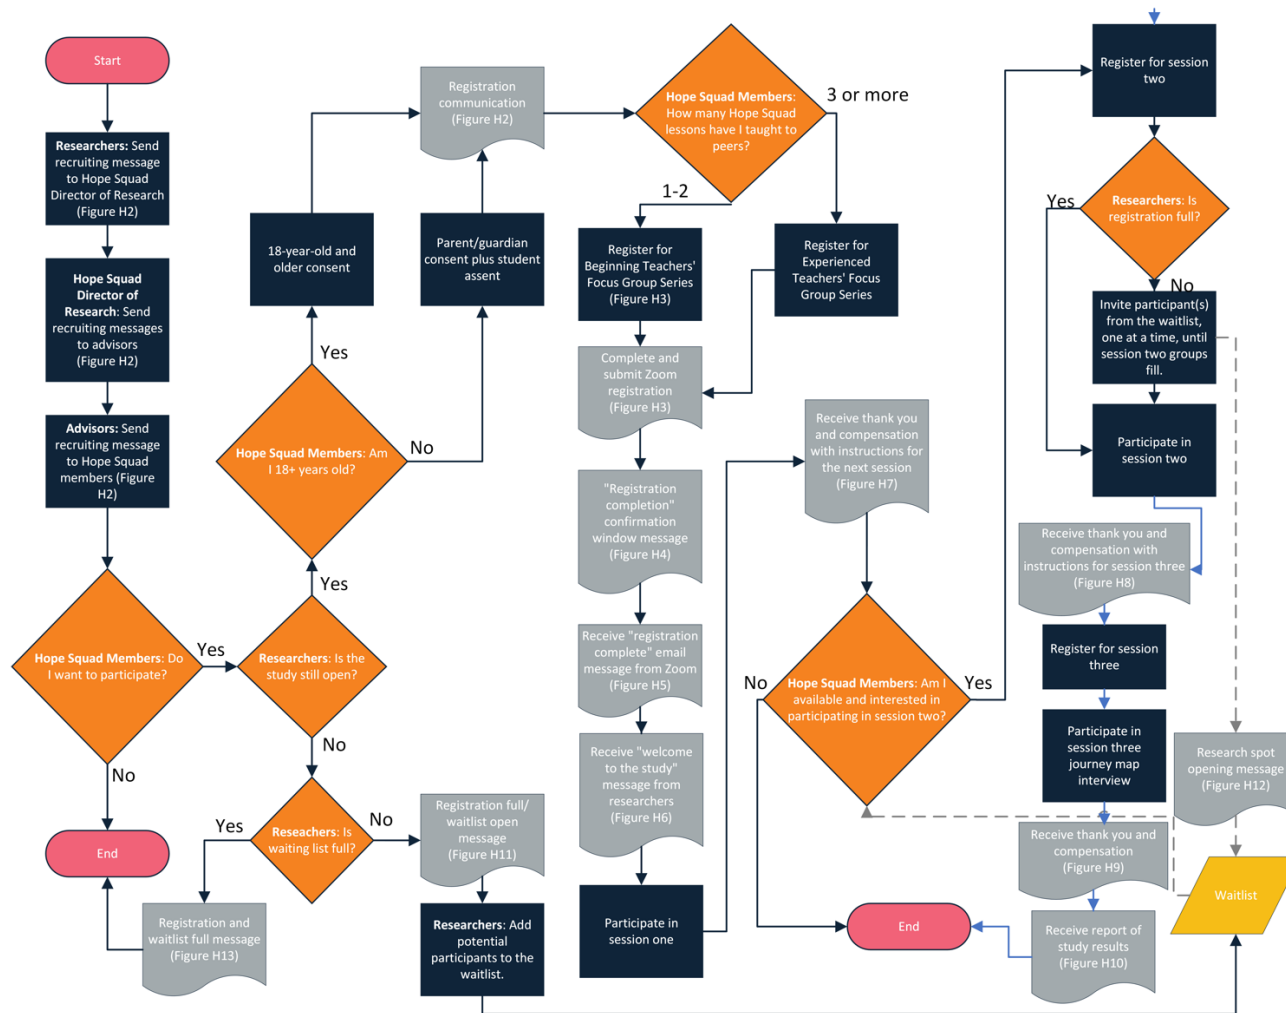 Start
Researchers: Send
recruiting message
to Hope Squad
Director of Research
(Figure H2)
Hope Squad
Director of
Research: Send
recruiting messages
to advisors
(Figure H2)
Advisors: Send
recruiting message
to Hope Squad
members (Figure
H2)
Hope Squad Members: Do
I want to participate?
Yes
No
End
Researchers: Is the
study still open?
Yes
No
Reseachers: Is
waiting list full?
Yes
No
Registration and
waitlist full message
(Figure H13)
Registration full/
waitlist open
message
(Figure H11)
Researchers: Add
potential
participants to the
waitlist.
Hope Squad Members: Am
I 18+ years old?
Yes
No
18-year-old and
older consent
Parent/guardian
consent plus student
assent
Registration
communication
(Figure H2)
Hope Squad Members:
How many Hope Squad
lessons have I taught to
peers?
3 or more
1-2
Register for
Beginning Teachers'
Focus Group Series
(Figure H3)
Register for
Experienced
Teachers' Focus
Group Series
Complete and
submit Zoom
registration
(Figure H3)
"Registration
completion"
confirmation
window message
(Figure H4)
Receive "registration
complete" email
message from Zoom
(Figure H5)
Receive "welcome
to the study"
message from
researchers
(Figure H6)
Participate in
session one
Receive thank you
and compensation
with instructions for
the next session
(Figure H7)
Hope Squad Members: Am I
available and interested in
participating in session two?
No
Yes
End
Register for session
two
Researchers: Is
registration full?
Yes
No
Invite participant(s)
from the waitlist,
one at a time, until
session two groups
fill.
Participate in
session two
Receive thank you and
compensation with
instructions for session three
(Figure H8)
Register for session
three
Participate in
session three
journey map
interview
Receive thank you and
compensation
(Figure H9)
Receive report of
study results
(Figure H10)
Research spot
opening message
(Figure H12)
Waitlist